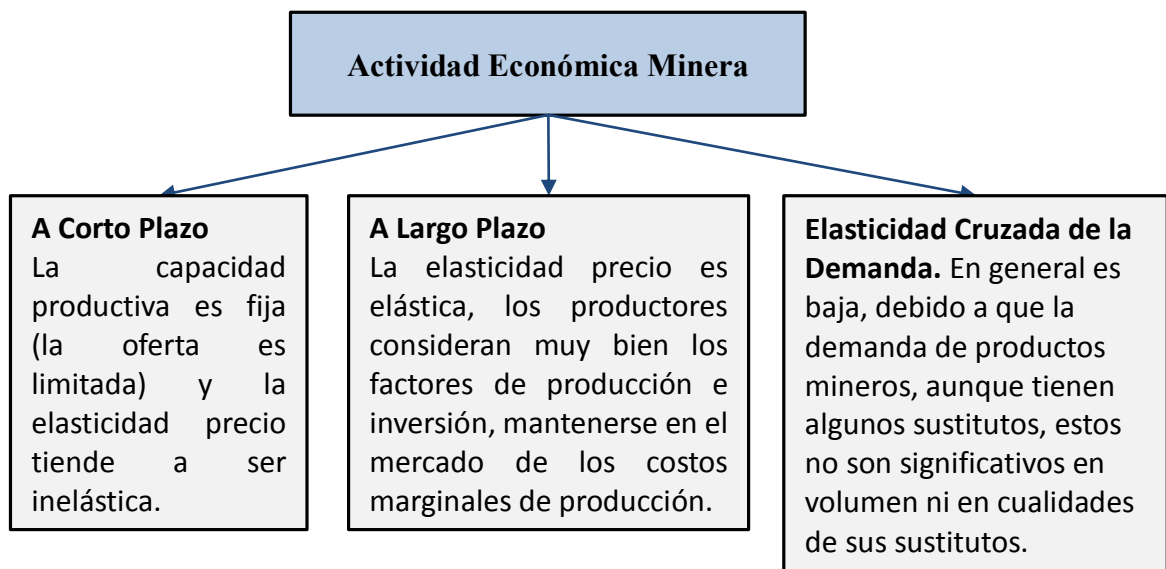 Actividad Económica Minera
A Corto Plazo
La capacidad
productiva es fija
(la oferta es
limitada) y la
elasticidad precio
tiende a ser
inelástica.
A Largo Plazo
La elasticidad precio es
elástica, los productores
consideran muy bien los
factores de producción e
inversión, mantenerse en el
mercado de los costos
marginales de producción.
Elasticidad Cruzada de la
Demanda. En general es
baja, debido a que la
demanda de productos
mineros, aunque tienen
algunos sustitutos, estos
no son significativos en
volumen ni en cualidades
de sus sustitutos.